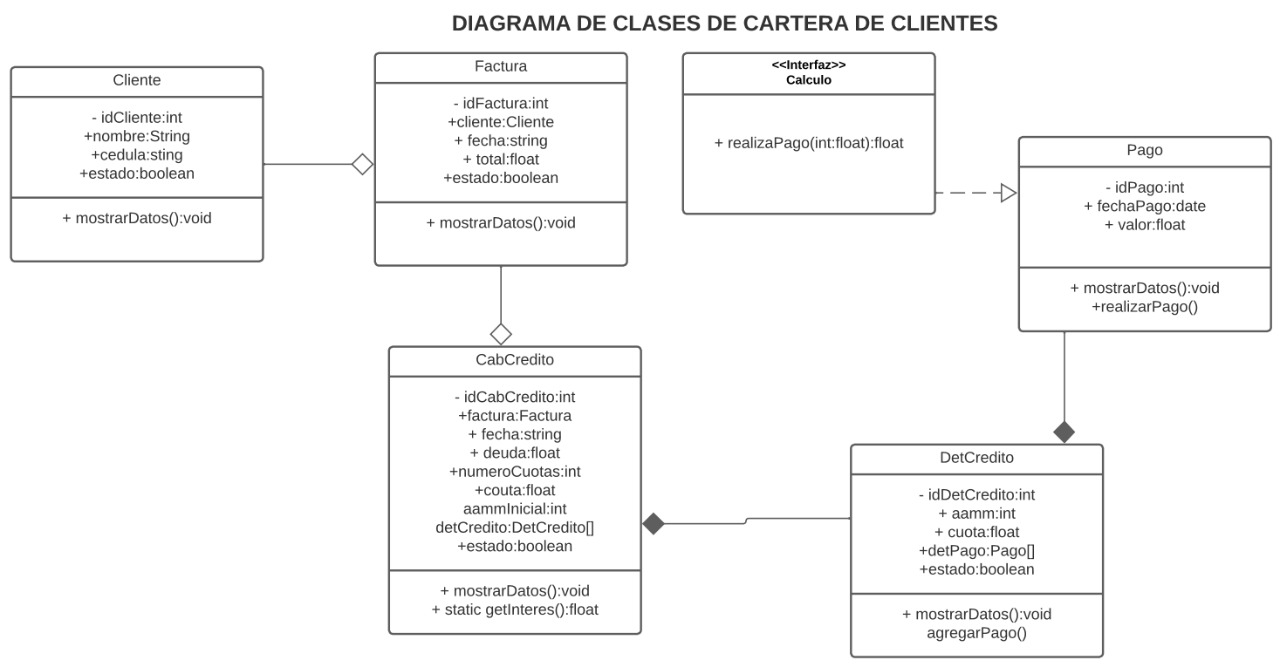 DIAGRAMA DE CLASES DE CARTERA DE CLIENTES
Cliente
- idCliente:int
+nombre:String
+cedula:sting
+estado:boolean
+ mostrarDatos():void
Factura
- idFactura:int
+cliente:Cliente
+ fecha:string
+ total:float
+estado:boolean
+ mostrarDatos():void
<<Interfaz>>
Calculo
+ realizaPago(int:float):float
Pago
- idPago:int
+ fechaPago:date
+ valor:float
+ mostrarDatos():void
+realizarPago()
CabCredito
- idCabCredito:int
+factura:Factura
+ fecha:string
+ deuda:float
+numeroCuotas:int
+couta:float
aammInicial:int
detCredito:DetCredito[]
+estado:boolean
+ mostrarDatos():void
+ static getInteres():float
DetCredito
- idDetCredito:int
+ aamm:int
+ cuota:float
+detPago:Pago[]
+estado:boolean
+ mostrarDatos():void
agregarPago()